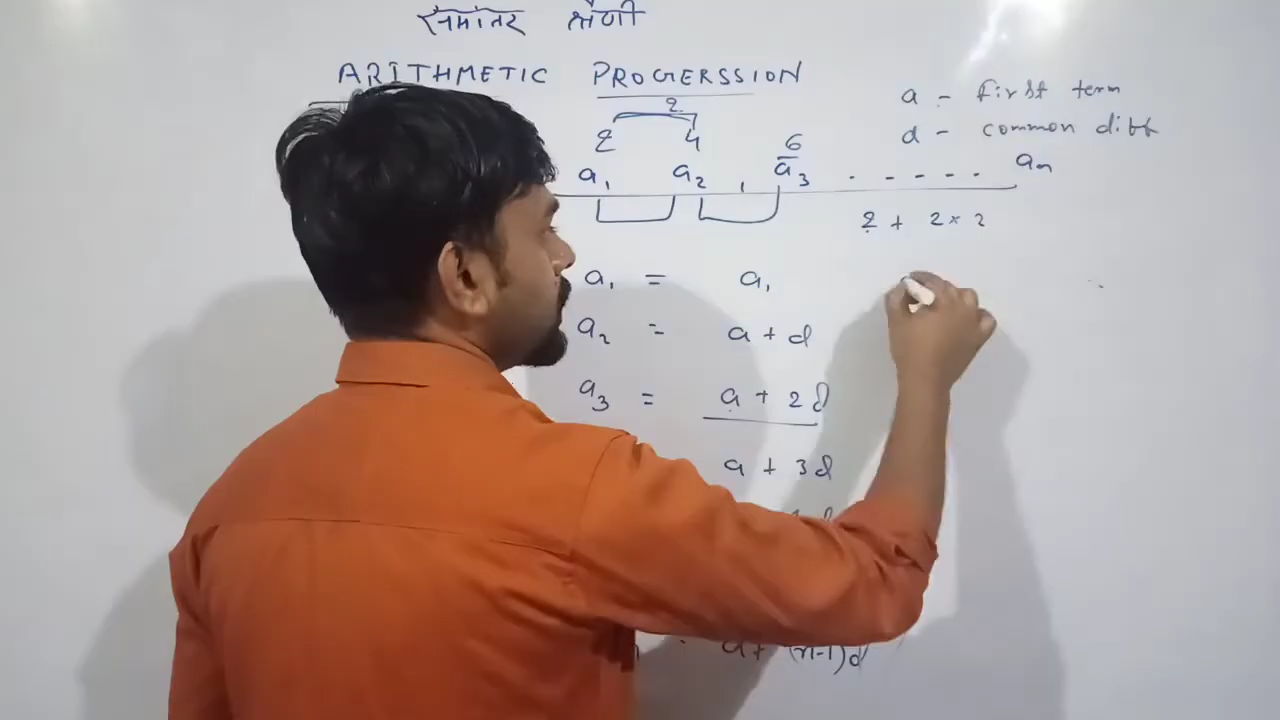 समांतर श्रेणी
ARITHMETIC PROGERSSION
a - first term
2
2 4 6
d - common diff
a₁ a₂ , a₃ . - - - - . aₙ
2 + 2 × 2
a₁ = a₁
a₂ = a + d
a₃ = a + 2d
a + 3d
a + (n-1)d